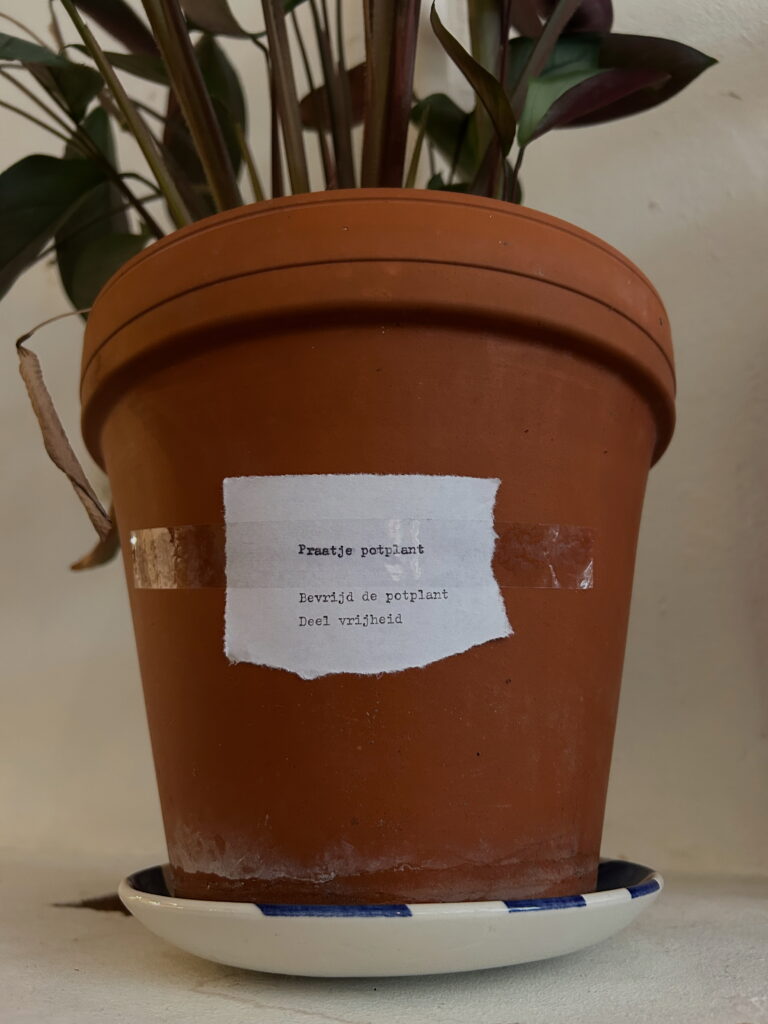 Praatje potplant
Bevrijd de potplant
Deel vrijheid